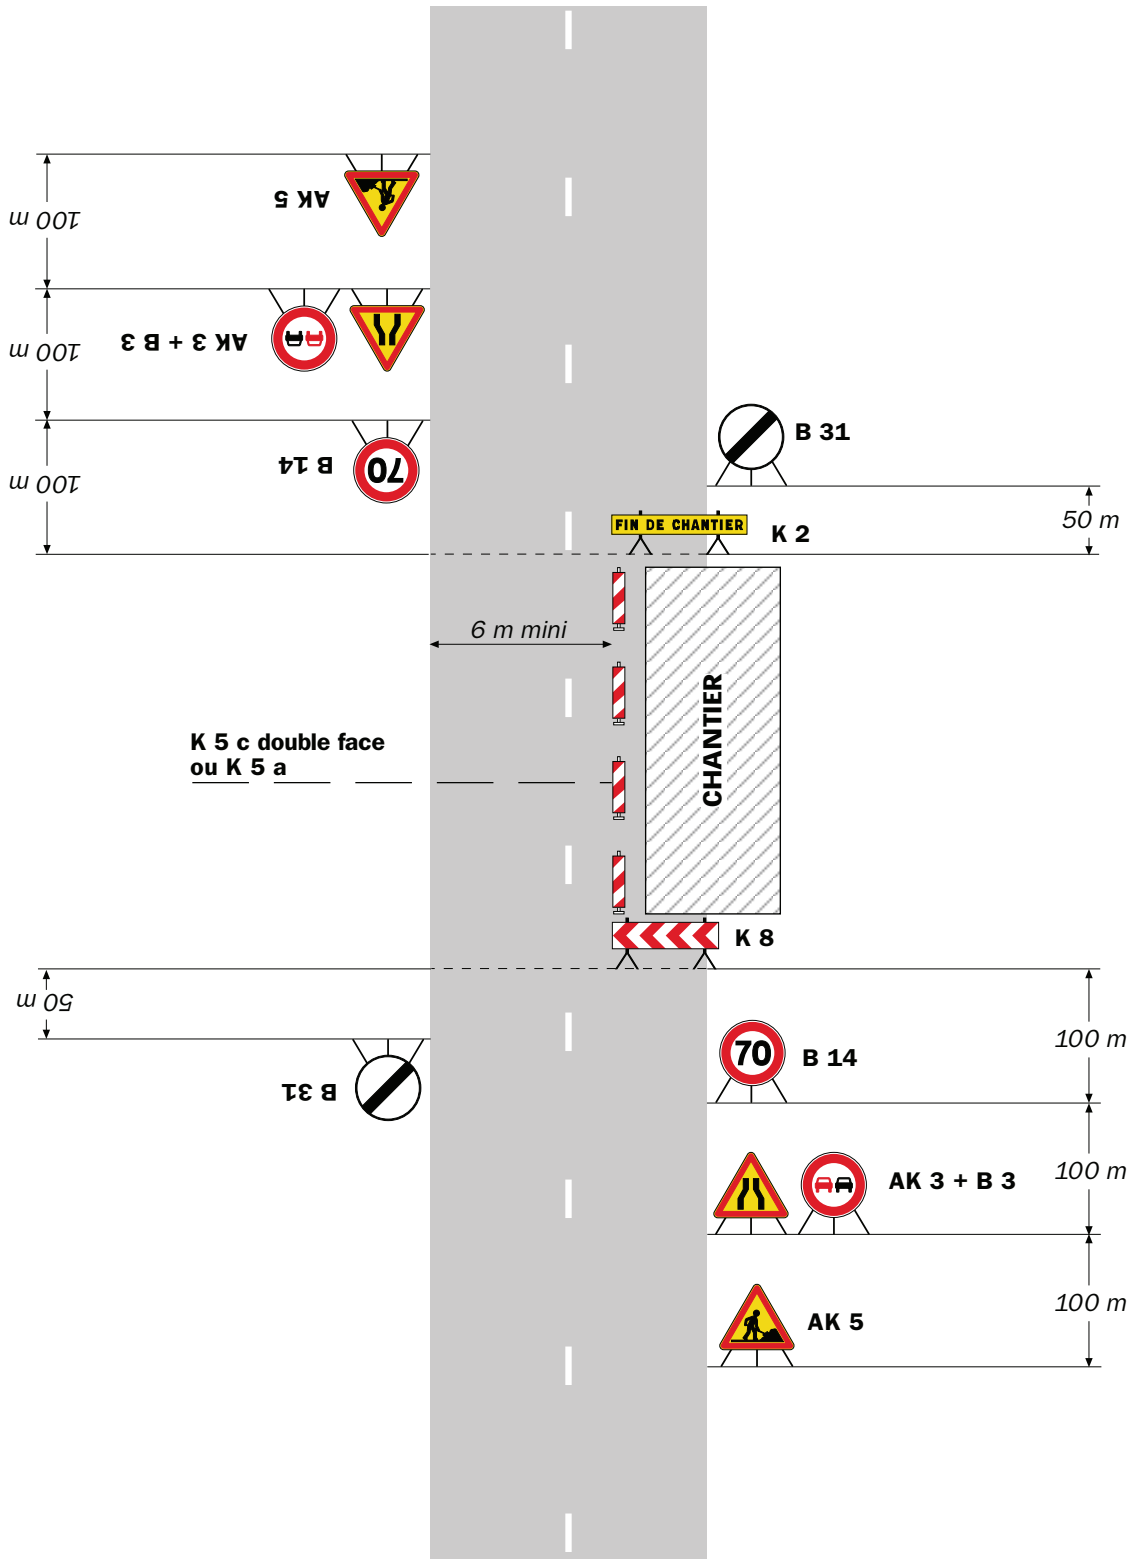 AK 5
100 m
AK 3 + B 3
100 m
B 14
70
100 m
B 31
50 m
FIN DE CHANTIER
K 2
6 m mini
CHANTIER
K 5 c double face
ou K 5 a
K 8
50 m
B 31
70
B 14
100 m
AK 3 + B 3
100 m
AK 5
100 m